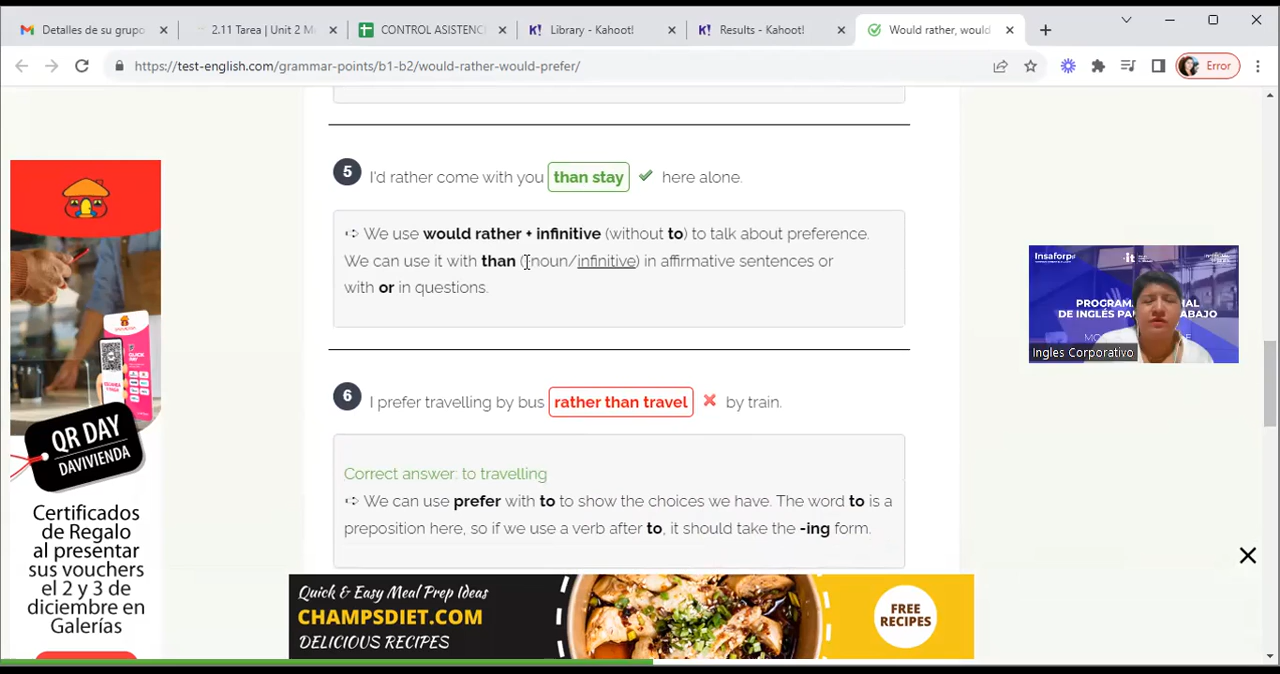 Detalles de su grupo
2.11 Tarea | Unit 2 M
CONTROL ASISTENC
K! Library - Kahoot!
K! Results - Kahoot!
Would rather, would
https://test-english.com/grammar-points/b1-b2/would-rather-would-prefer/
Error
5 I'd rather come with you than stay here alone.
➪ We use would rather + infinitive (without to) to talk about preference.
We can use it with than (noun/infinitive) in affirmative sentences or
with or in questions.
6 I prefer travelling by bus rather than travel by train.
Correct answer: to travelling
➪ We can use prefer with to to show the choices we have. The word to is a
preposition here, so if we use a verb after to, it should take the -ing form.
QR DAY
DAVIVIENDA
Certificados
de Regalo
al presentar
sus vouchers
el 2 y 3 de
diciembre en
Galerías
Insaforp
it
Ingles Corporativo
Quick & Easy Meal Prep Ideas
CHAMPSDIET.COM
DELICIOUS RECIPES
FREE
RECIPES